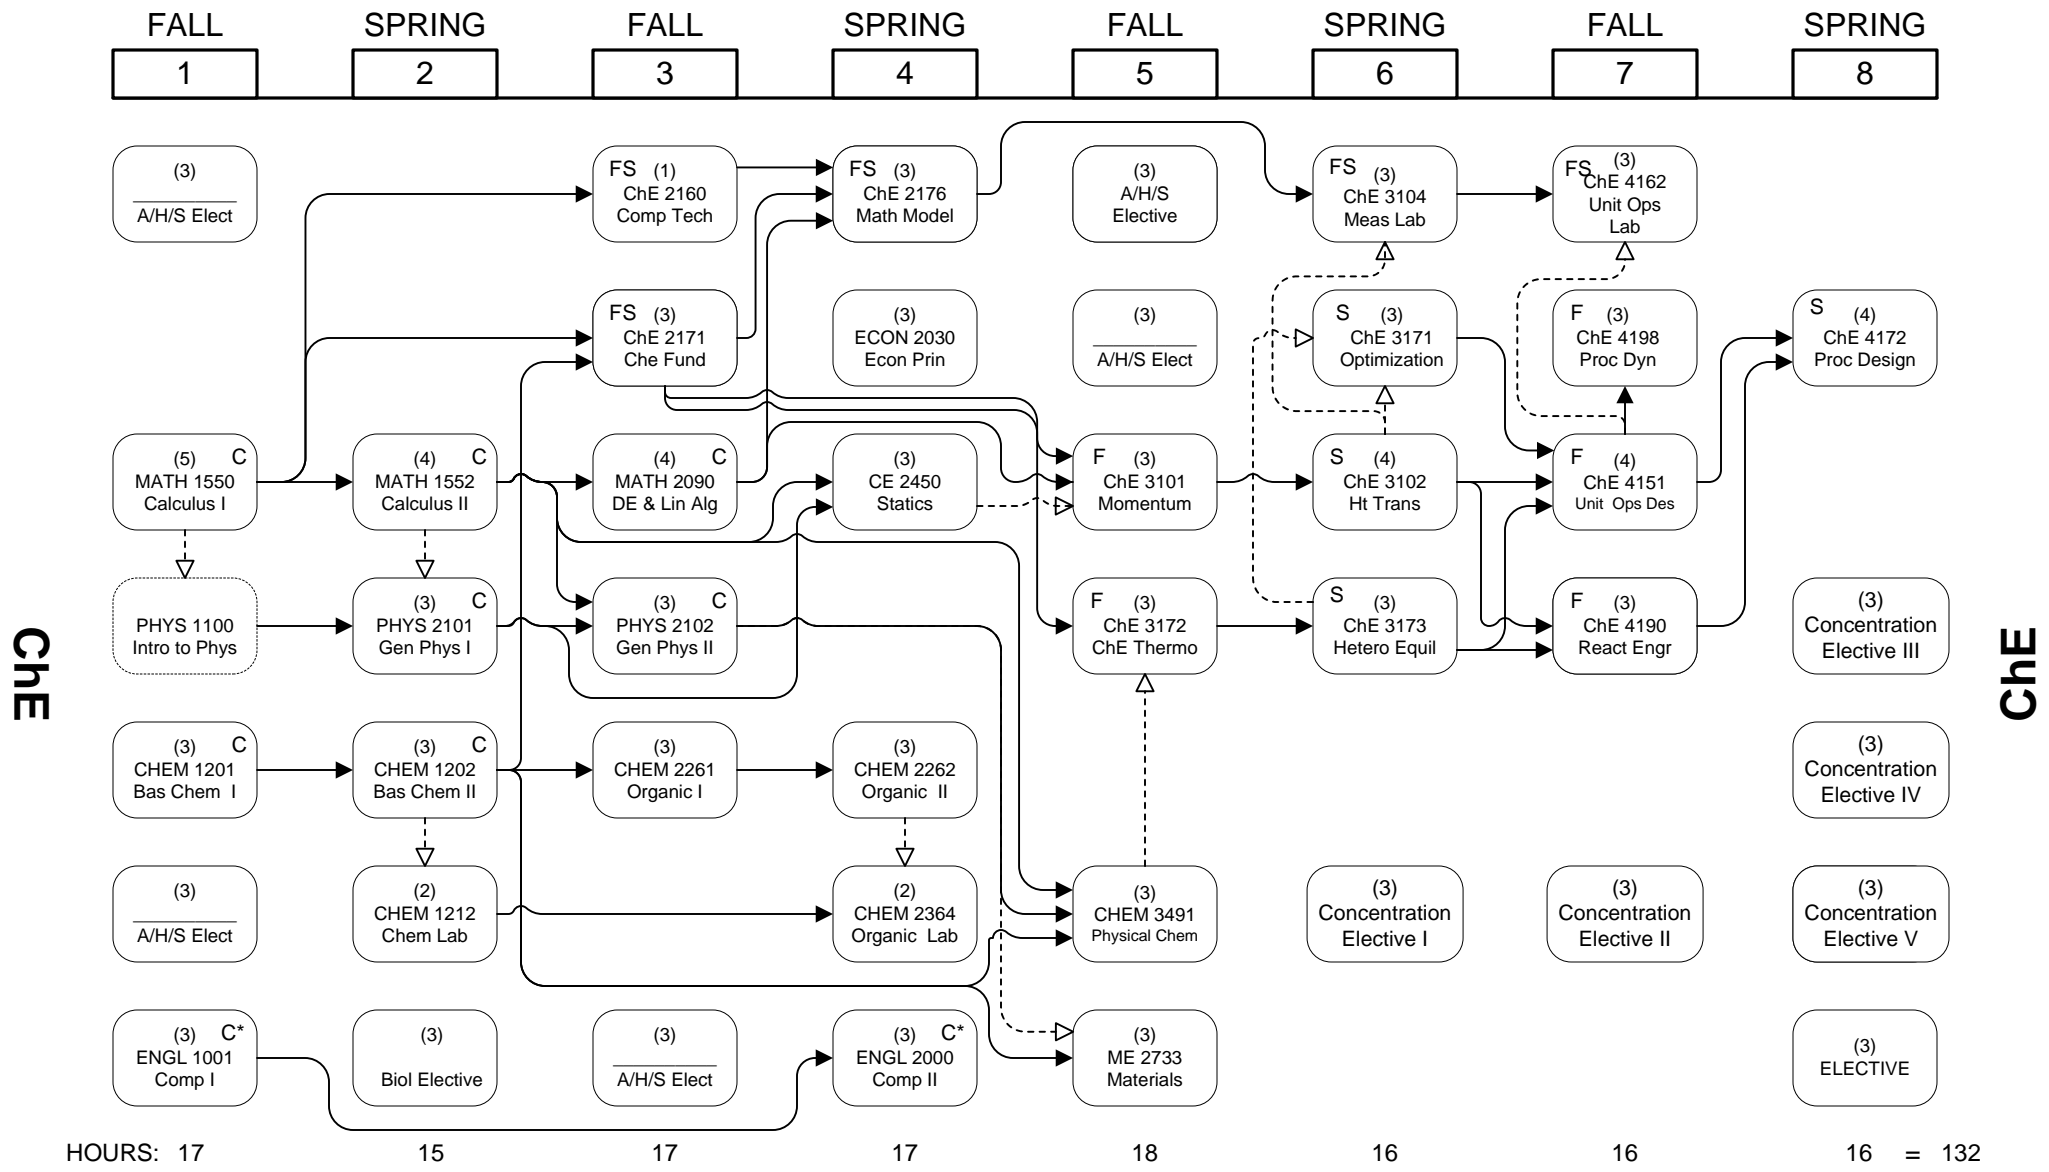 FALL SPRING FALL SPRING FALL SPRING FALL SPRING
1 2 3 4 5 6 7 8
(3)
A/H/S Elect
FS (1)
ChE 2160
Comp Tech
FS (3)
ChE 2176
Math Model
(3)
A/H/S
Elective
FS (3)
ChE 3104
Meas Lab
FS (3)
ChE 4162
Unit Ops
Lab
FS (3)
ChE 2171
Che Fund
(3)
ECON 2030
Econ Prin
(3)
A/H/S Elect
S (3)
ChE 3171
Optimization
F (3)
ChE 4198
Proc Dyn
S (4)
ChE 4172
Proc Design
(5) C
MATH 1550
Calculus I
(4) C
MATH 1552
Calculus II
(4) C
MATH 2090
DE & Lin Alg
(3)
CE 2450
Statics
F (3)
ChE 3101
Momentum
S (4)
ChE 3102
Ht Trans
F (4)
ChE 4151
Unit Ops Des
PHYS 1100
Intro to Phys
(3) C
PHYS 2101
Gen Phys I
(3) C
PHYS 2102
Gen Phys II
F (3)
ChE 3172
ChE Thermo
S (3)
ChE 3173
Hetero Equil
F (3)
ChE 4190
React Engr
(3)
Concentration
Elective III
ChE
ChE
(3) C
CHEM 1201
Bas Chem I
(3) C
CHEM 1202
Bas Chem II
(3)
CHEM 2261
Organic I
(3)
CHEM 2262
Organic II
(3)
Concentration
Elective IV
(3)
A/H/S Elect
(2)
CHEM 1212
Chem Lab
(2)
CHEM 2364
Organic Lab
(3)
CHEM 3491
Physical Chem
(3)
Concentration
Elective I
(3)
Concentration
Elective II
(3)
Concentration
Elective V
(3) C*
ENGL 1001
Comp I
(3)
Biol Elective
(3)
A/H/S Elect
(3) C*
ENGL 2000
Comp II
(3)
ME 2733
Materials
(3)
ELECTIVE
HOURS: 17 15 17 17 18 16 16 16 = 132